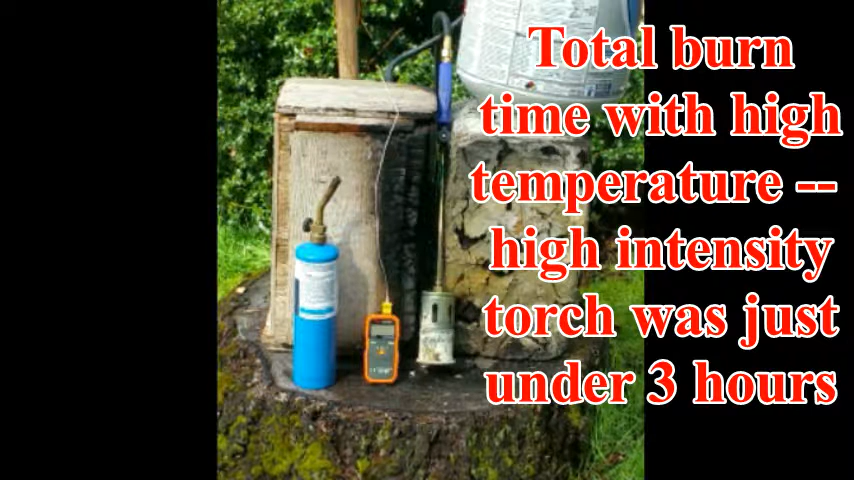 Total burn
time with high
temperature --
high intensity
torch was just
under 3 hours